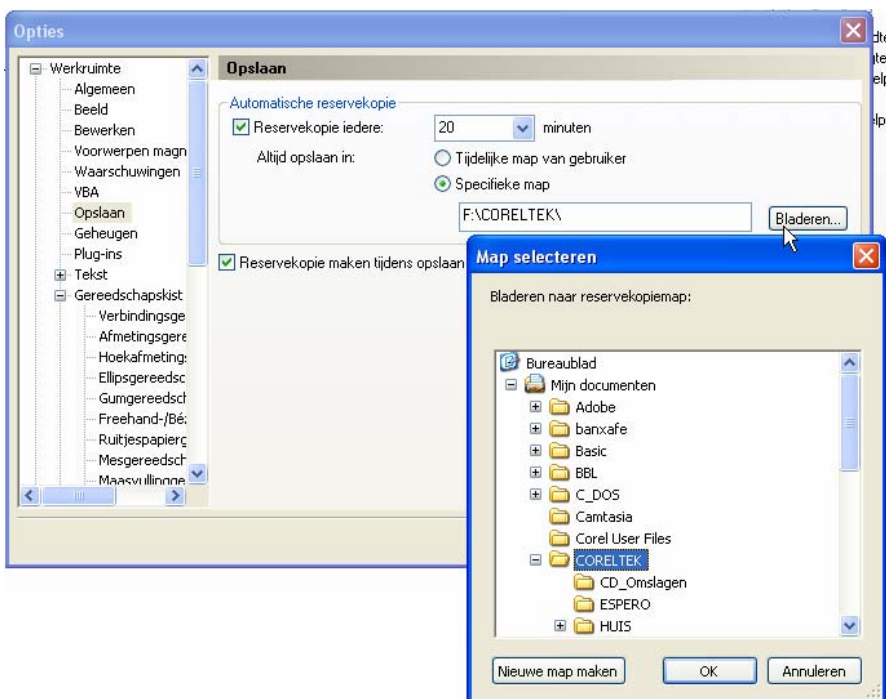 Opties
Werkruimte
Algemeen
Beeld
Bewerken
Voorwerpen magn
Waarschuwingen
VBA
Opslaan
Geheugen
Plug-ins
Tekst
Gereedschapskist
Verbindingsge
Afmetingsgere
Hoekafmetings
Ellipsgereedsc
Gumgereedsch
Freehand-/Béz
Ruitjespapierg
Mesgereedsch
Maasvullingge
Opslaan
Automatische reservekopie
Reservekopie iedere: 20 minuten
Altijd opslaan in: Tijdelijke map van gebruiker
Specifieke map
F:\CORELTEK\ Bladeren...
Reservekopie maken tijdens opslaan
Map selecteren
Bladeren naar reservekopiemap:
Bureaublad
Mijn documenten
Adobe
banxafe
Basic
BBL
C_DOS
Camtasia
Corel User Files
CORELTEK
CD_Omslagen
ESPERO
HUIS
Nieuwe map maken OK Annuleren